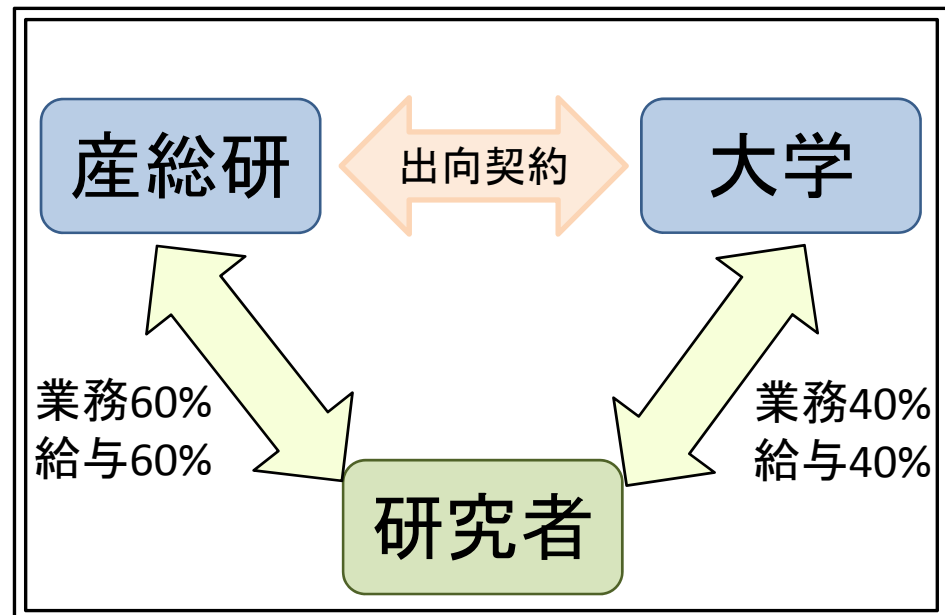 産総研
出向契約
大学
業務60%
給与60%
業務40%
給与40%
研究者